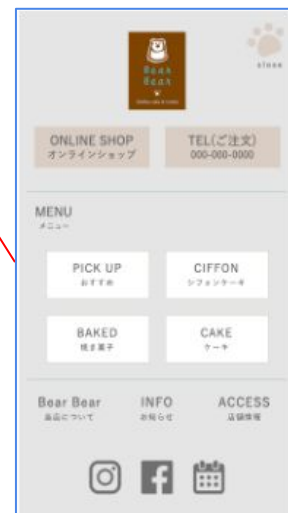 Bear
Bear
close
ONLINE SHOP
オンラインショップ
TEL(ご注文)
000-000-0000
MENU
メニュー
PICK UP
おすすめ
CIFFON
シフォンケーキ
BAKED
焼き菓子
CAKE
ケーキ
Bear Bear
当店について
INFO
お知らせ
ACCESS
店舗情報